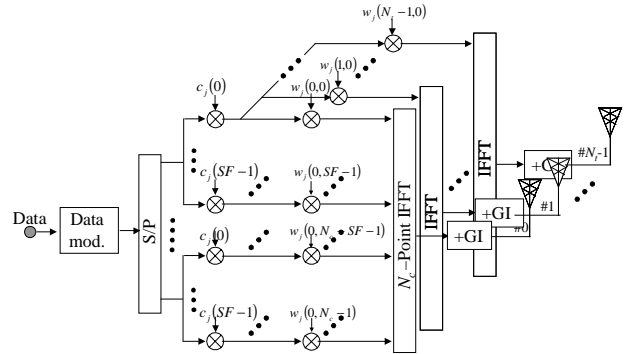 w_j(N_t−1,0)
w_j(1,0)
c_j(0)
w_j(0,0)
c_j(SF−1)
w_j(0,SF−1)
c_j(0)
w_j(0,N_c−SF−1)
c_j(SF−1)
w_j(0,N_c−1)
Data
Data
mod.
S/P
N_c–Point IFFT
IFFT
IFFT
+GI
#0
+GI
#1
#N_t-1